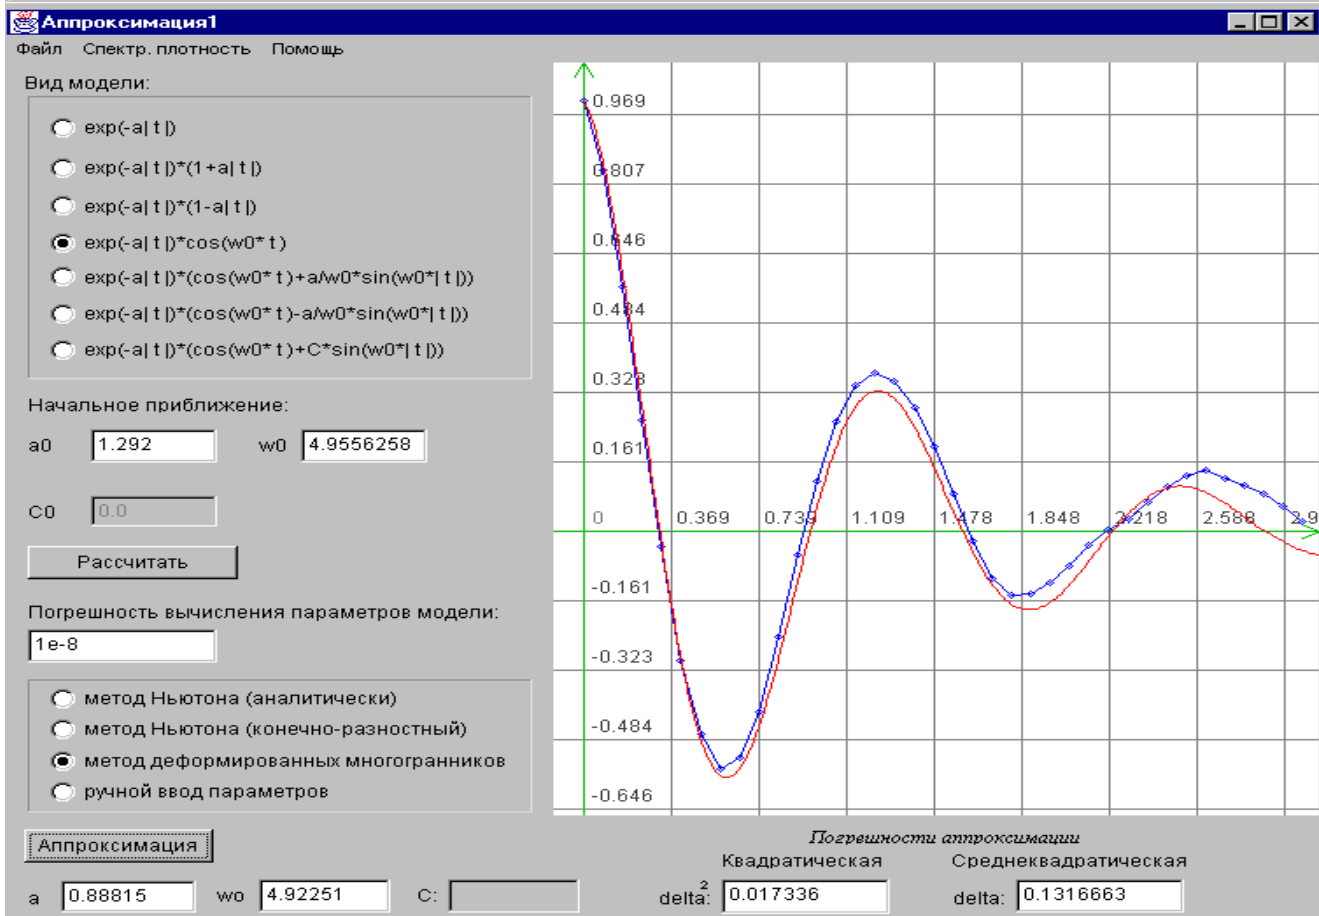 Аппроксимация1
Файл Спектр. плотность Помощь
Вид модели:
exp(-a| t |)
exp(-a| t |)*(1+a| t |)
exp(-a| t |)*(1-a| t |)
exp(-a| t |)*cos(w0* t )
exp(-a| t |)*(cos(w0* t )+a/w0*sin(w0*| t |))
exp(-a| t |)*(cos(w0* t )-a/w0*sin(w0*| t |))
exp(-a| t |)*(cos(w0* t )+C*sin(w0*| t |))
Начальное приближение:
a0 1.292 w0 4.9556258
C0 0.0
Рассчитать
Погрешность вычисления параметров модели:
1e-8
метод Ньютона (аналитически)
метод Ньютона (конечно-разностный)
метод деформированных многогранников
ручной ввод параметров
Аппроксимация
a 0.88815 wo 4.92251 C:
0.969
0.807
0.646
0.484
0.323
0.161
0 0.369 0.739 1.109 1.478 1.848 2.218 2.588 2.9
-0.161
-0.323
-0.484
-0.646
Погрешности аппроксимации
Квадратическая Среднеквадратическая
delta²: 0.017336 delta: 0.1316663